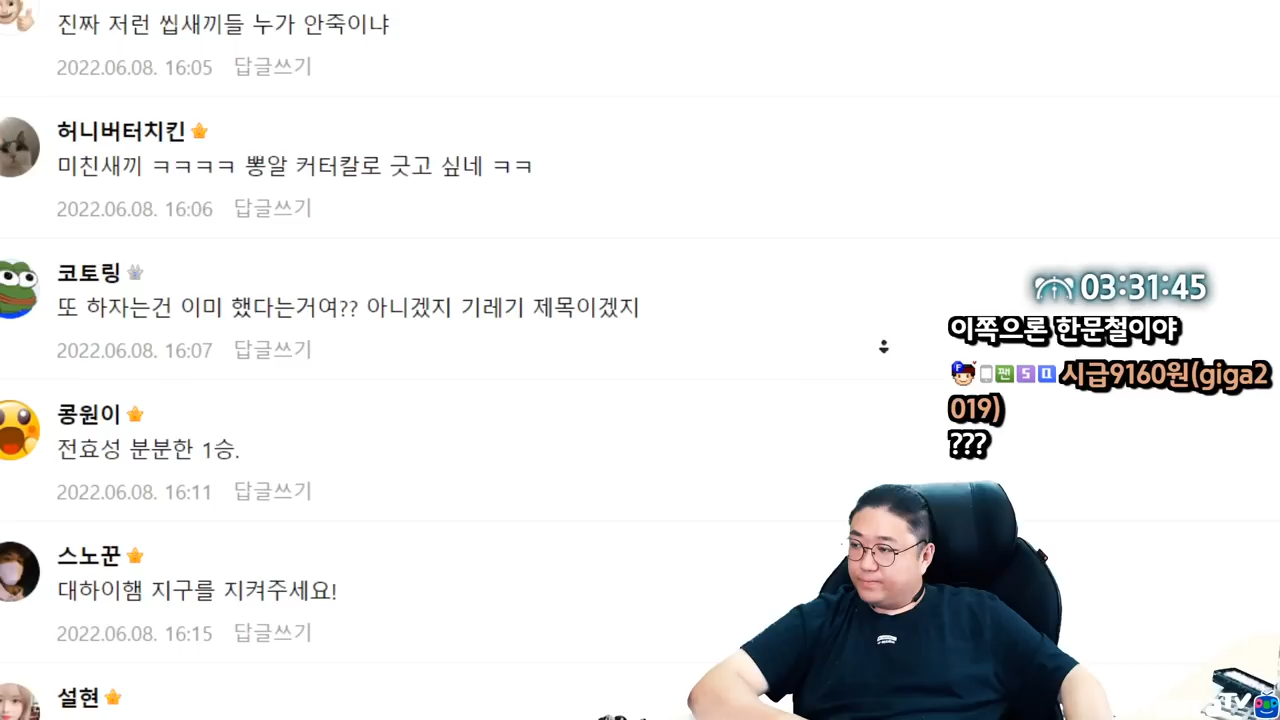 진짜 저런 씹새끼들 누가 안죽이냐
2022.06.08. 16:05 답글쓰기
허니버터치킨
미친새끼 ㅋㅋㅋㅋ 뿅알 커터칼로 긋고 싶네 ㅋㅋ
2022.06.08. 16:06 답글쓰기
코토링
또 하자는건 이미 했다는거여?? 아니겠지 기레기 제목이겠지
2022.06.08. 16:07 답글쓰기
콩원이
전효성 분분한 1승.
2022.06.08. 16:11 답글쓰기
스노꾼
대하이햄 지구를 지켜주세요!
2022.06.08. 16:15 답글쓰기
설현
03:31:45
이쪽으론 한문철이야
F 팬 5 시급9160원(giga2
019)
???
TV